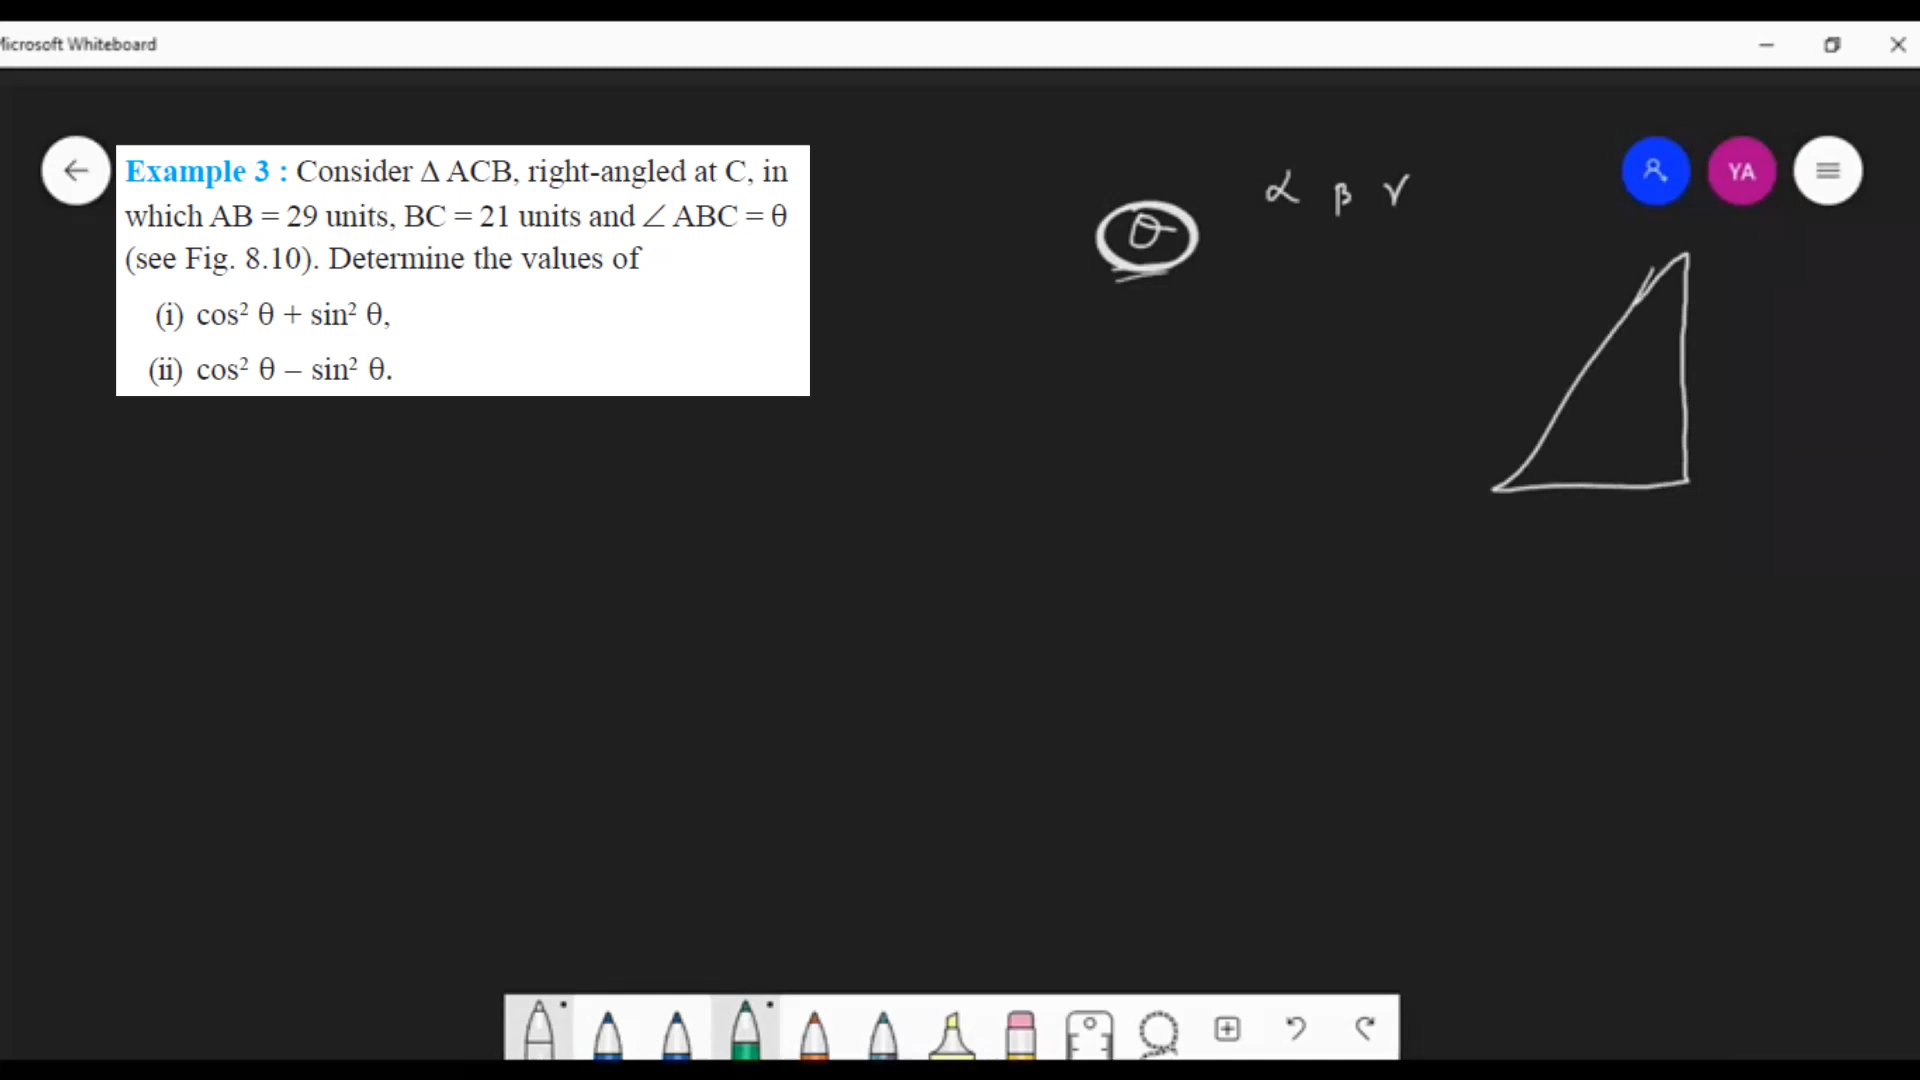 Microsoft Whiteboard
Example 3 : Consider Δ ACB, right-angled at C, in
which AB = 29 units, BC = 21 units and ∠ ABC = θ
(see Fig. 8.10). Determine the values of
(i) cos² θ + sin² θ,
(ii) cos² θ – sin² θ.
θ
α β γ
YA